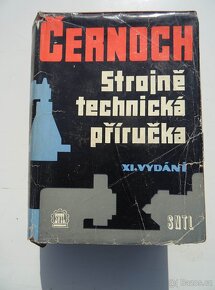 ČERNOCH
Strojně
technická
příručka
XI. VYDÁNÍ
SNTL